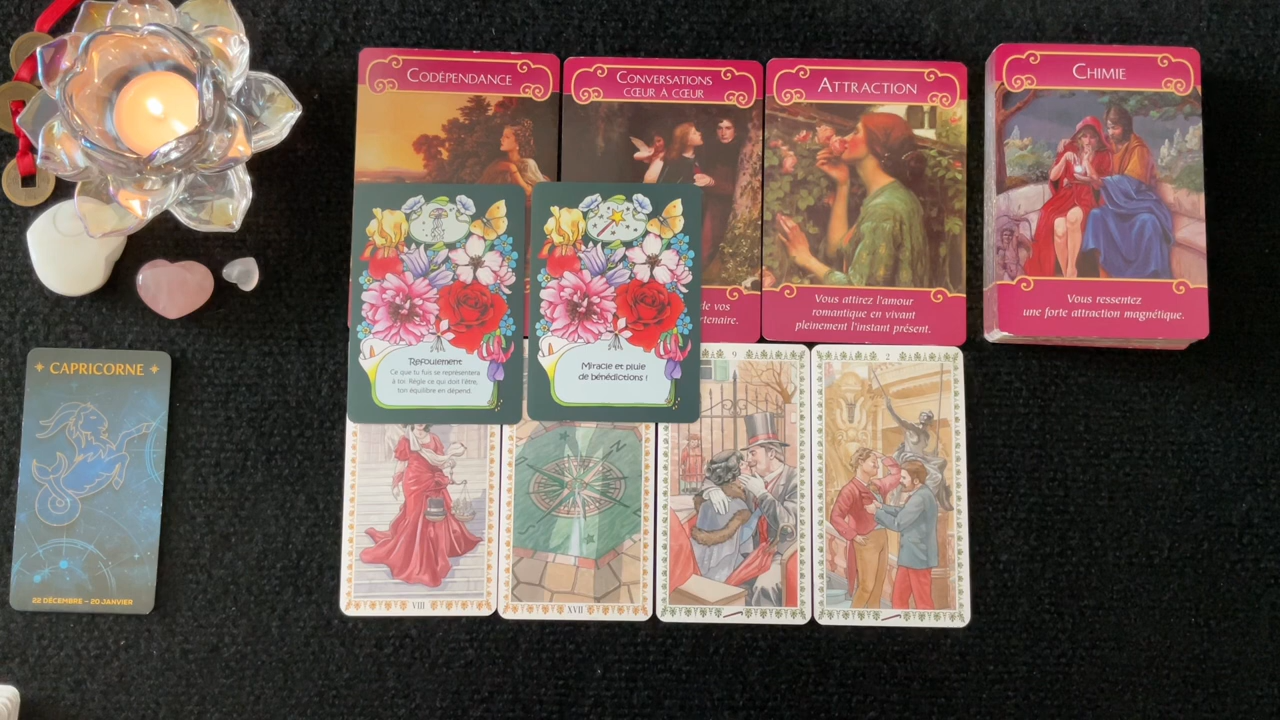 CODÉPENDANCE
CONVERSATIONS
CŒUR À CŒUR
de vos
rtenaire.
ATTRACTION
Vous attirez l'amour
romantique en vivant
pleinement l'instant présent.
CHIMIE
Vous ressentez
une forte attraction magnétique.
Refoulement
Ce que tu fuis se représentera
à toi. Règle ce qui doit l'être,
ton équilibre en dépend.
Miracle et pluie
de bénédictions !
CAPRICORNE
22 DÉCEMBRE – 20 JANVIER
9
2
N
VIII
XVII